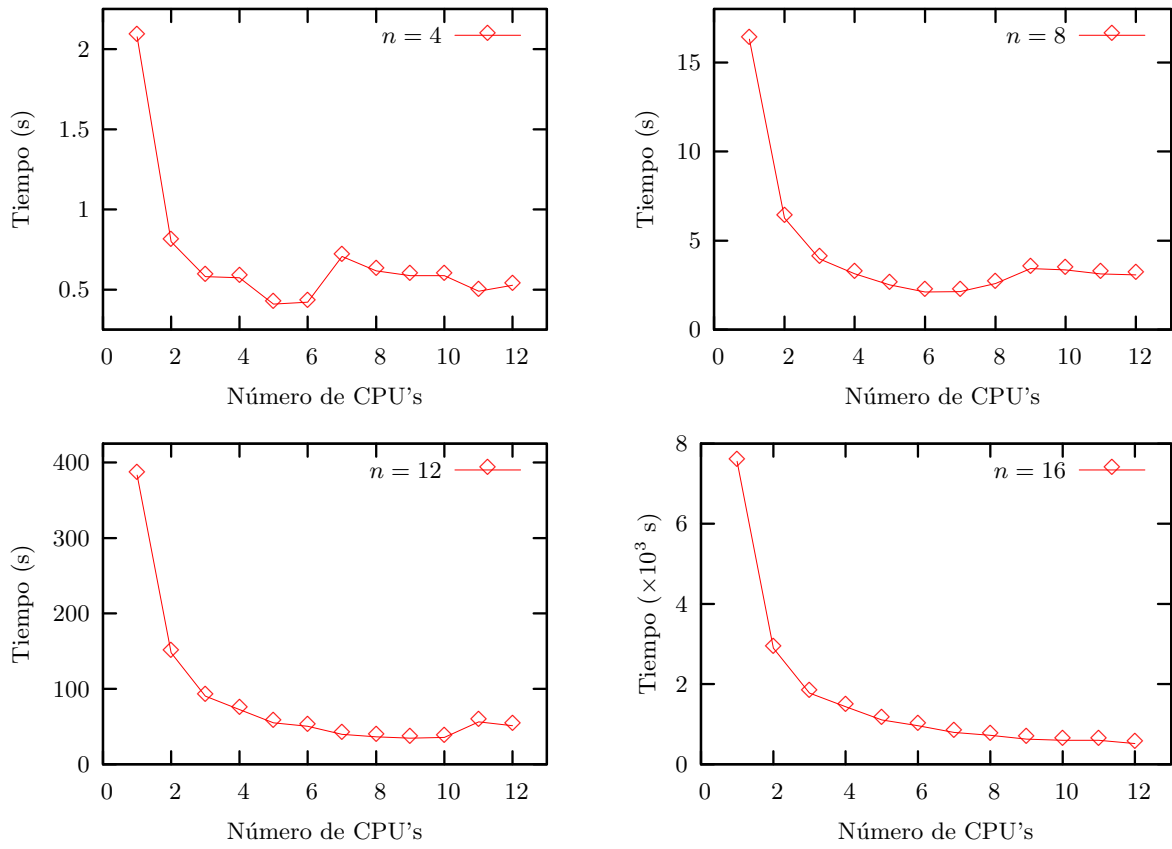 n = 4
2
1.5
1
0.5
Tiempo (s)
0 2 4 6 8 10 12
Número de CPU's
n = 8
15
10
5
0
Tiempo (s)
0 2 4 6 8 10 12
Número de CPU's
n = 12
400
300
200
100
0
Tiempo (s)
0 2 4 6 8 10 12
Número de CPU's
n = 16
8
6
4
2
0
Tiempo (×10³ s)
0 2 4 6 8 10 12
Número de CPU's